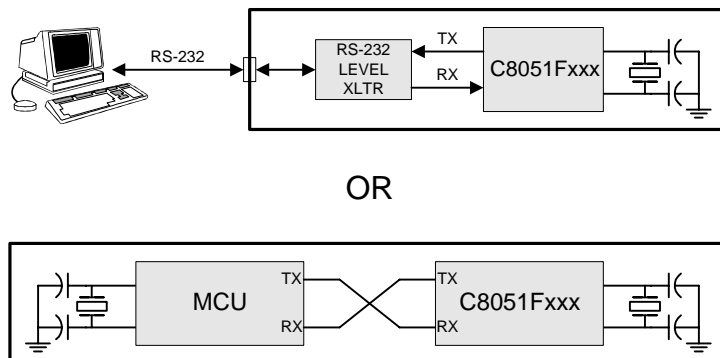 RS-232
RS-232
LEVEL
XLTR
TX
RX
C8051Fxxx
OR
MCU
TX
RX
TX
RX
C8051Fxxx